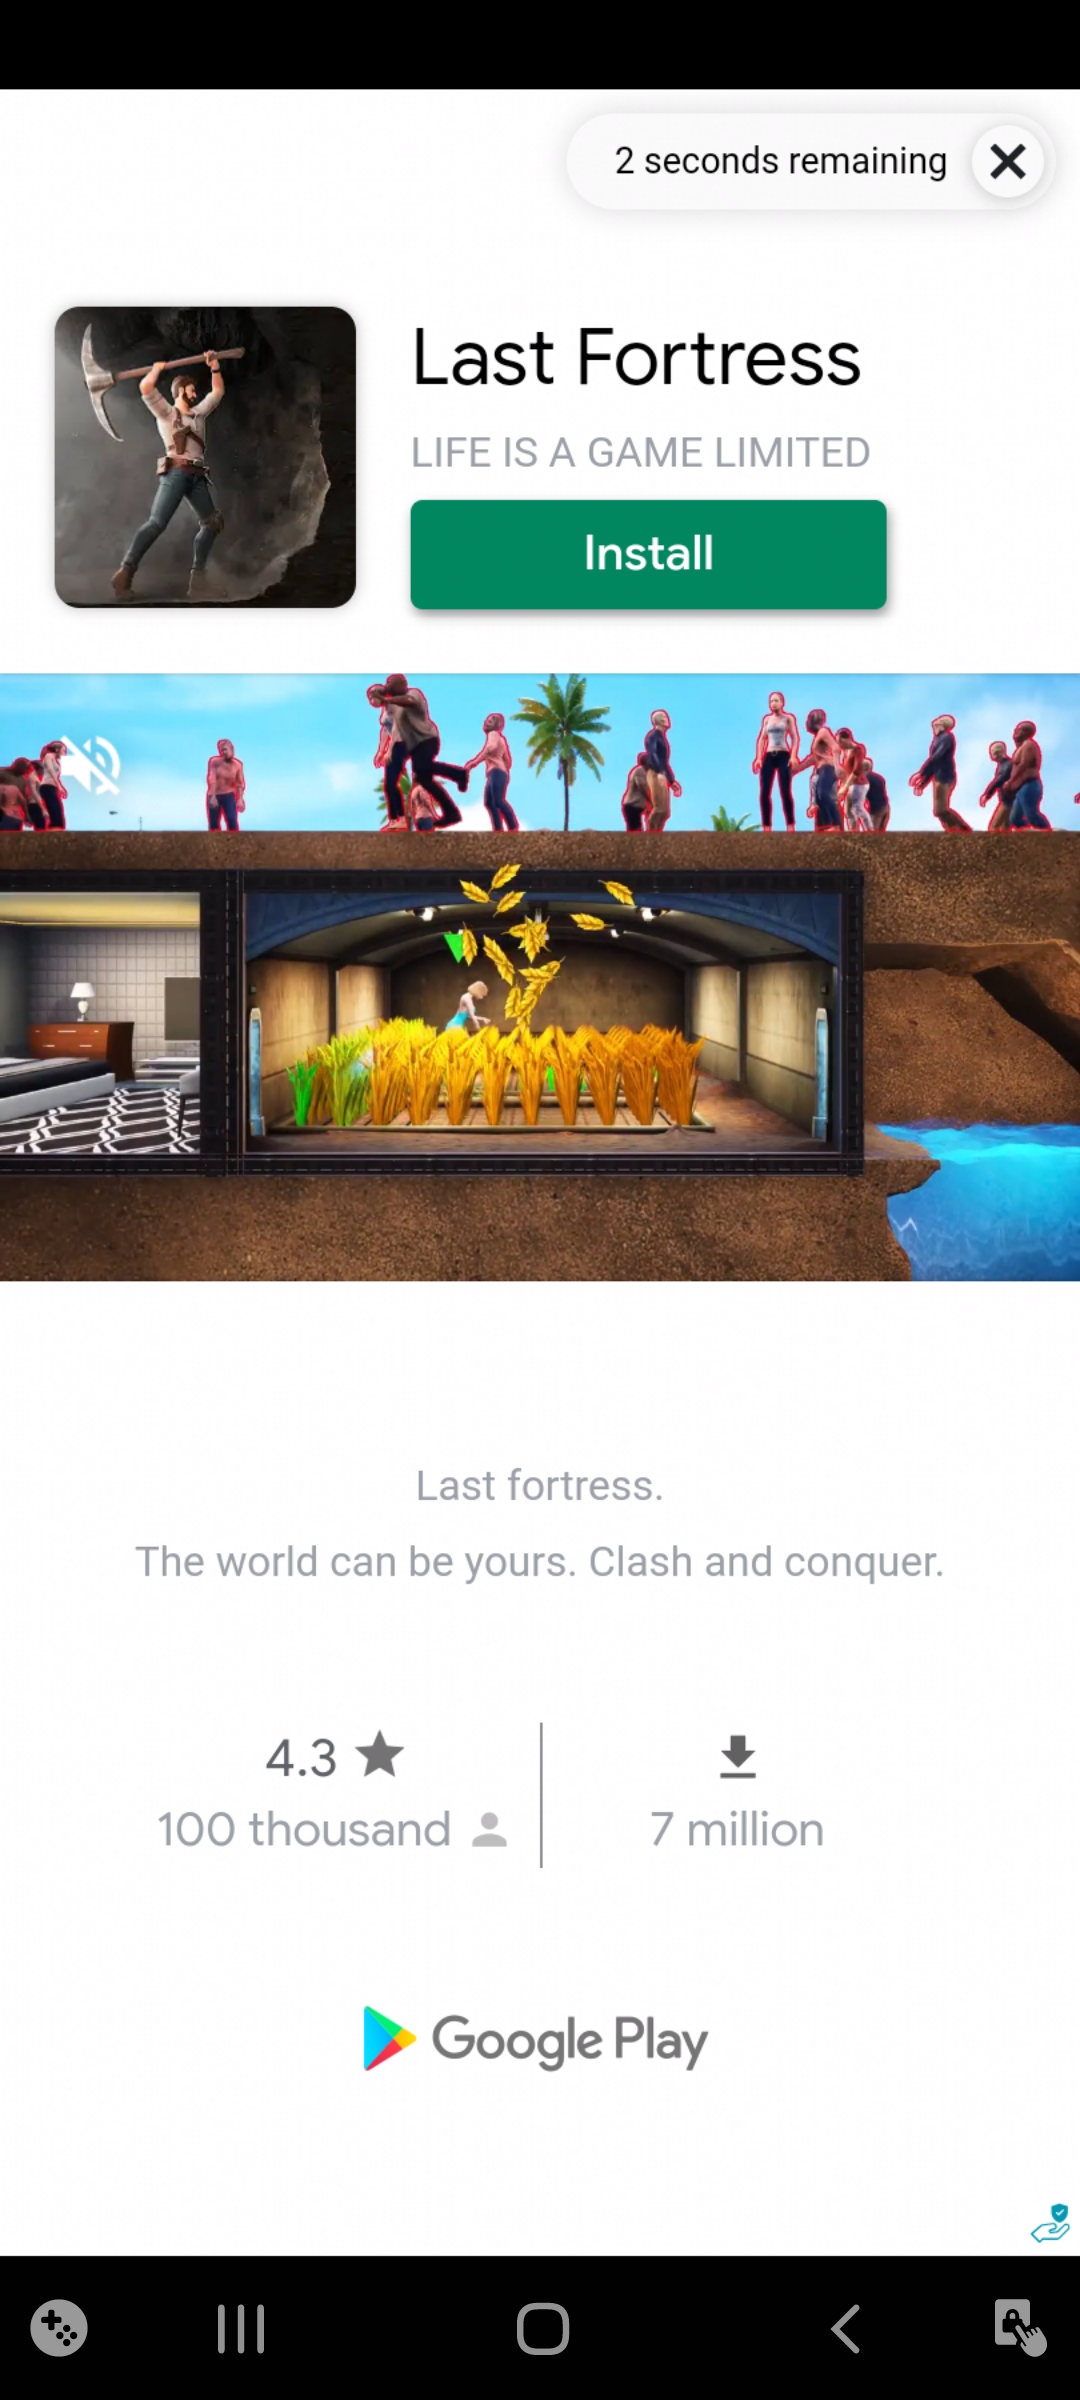 2 seconds remaining
Last Fortress
LIFE IS A GAME LIMITED
Install
Last fortress.
The world can be yours. Clash and conquer.
4.3
100 thousand
7 million
Google Play